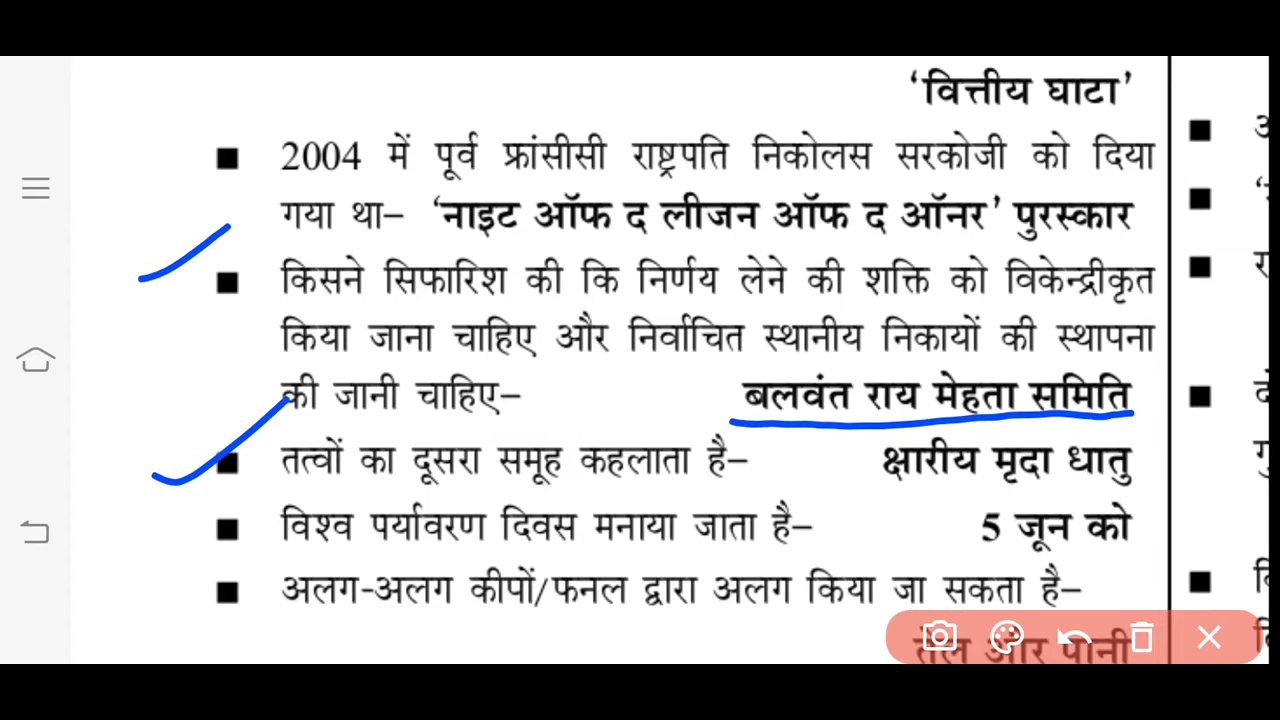 ‘वित्तीय घाटा’
■ 2004 में पूर्व फ्रांसीसी राष्ट्रपति निकोलस सरकोजी को दिया
गया था– ‘नाइट ऑफ द लीजन ऑफ द ऑनर’ पुरस्कार
■ किसने सिफारिश की कि निर्णय लेने की शक्ति को विकेन्द्रीकृत
किया जाना चाहिए और निर्वाचित स्थानीय निकायों की स्थापना
की जानी चाहिए– बलवंत राय मेहता समिति
■ तत्वों का दूसरा समूह कहलाता है– क्षारीय मृदा धातु
■ विश्व पर्यावरण दिवस मनाया जाता है– 5 जून को
■ अलग-अलग कीपों/फनल द्वारा अलग किया जा सकता है–
तेल और पानी